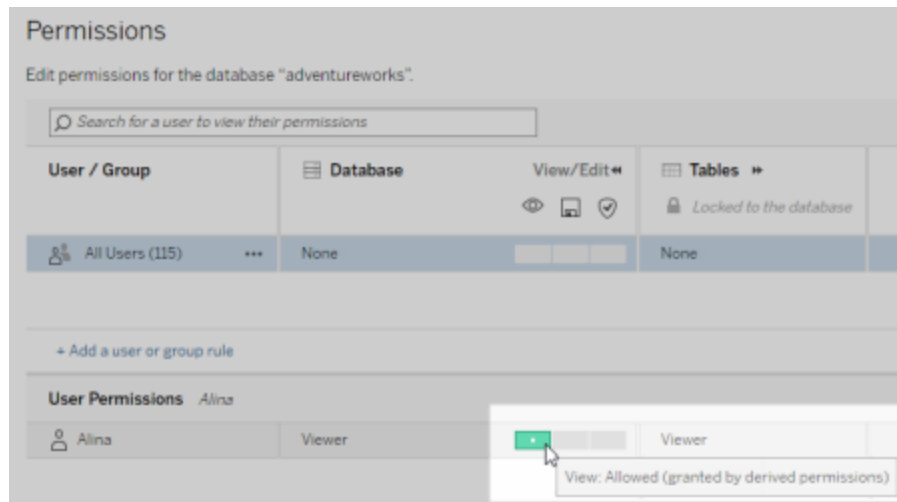 Permissions
Edit permissions for the database "adventureworks".
Search for a user to view their permissions
User / Group
Database
View/Edit
Tables
Locked to the database
All Users (115)
None
None
+ Add a user or group rule
User Permissions Alina
Alina
Viewer
Viewer
View: Allowed (granted by derived permissions)